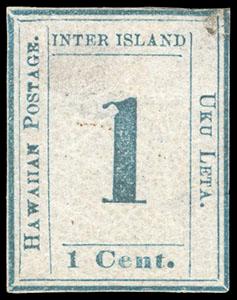 INTER ISLAND
HAWAIIAN POSTAGE.
1
UKU LETA.
1 Cent.